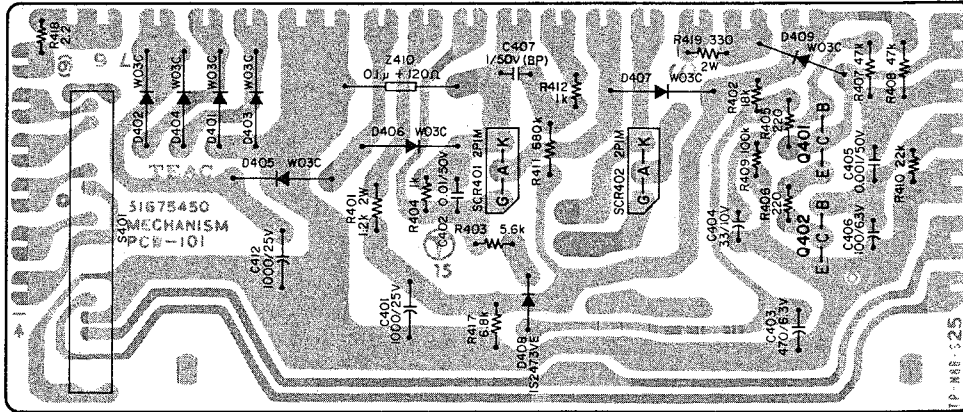 R418
2.2
(9)
7 6
D402 W03C
D404 W03C
D401 W03C
D403 W03C
Z410
0.1μ + 120Ω
C407
1/50V (BP)
R412
1k
D407 W03C
R419 330
2W
D409
W03C
R407 47k
R408 47k
D406 W03C
TEAC
D405 W03C
R401
1.2k 2W
R404 1k
C402 0.01/50V
SCR401 2P1M
G—A—K
R411 680k
SCR402 2P1M
G—A—K
R402
18k
R409 100k
R405
220
R406
220
Q401
E—C—B
Q402
E—C—B
C405
0.001/50V
R410 22k
C406
100/6.3V
S401
51675450
MECHANISM
PCB-101
C412
1000/25V
R403 5.6k
15
C404
33/10V
C401
1000/25V
R417
6.8k
D408
1S2473VE
C403
470/6.3V